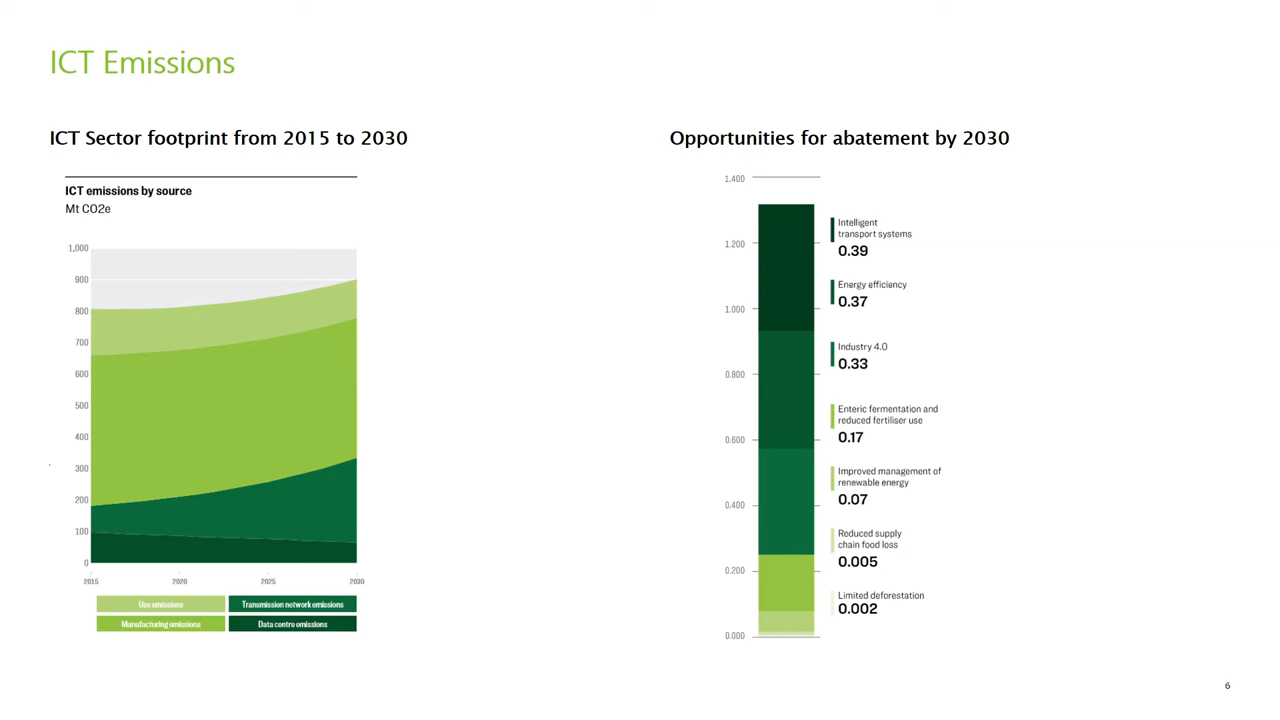 ICT Emissions
ICT Sector footprint from 2015 to 2030
ICT emissions by source
Mt CO2e
1,000
900
800
700
600
500
400
300
200
100
0
2015
2020
2025
2030
Use emissions
Transmission network emissions
Manufacturing emissions
Data centre emissions
Opportunities for abatement by 2030
1.400
1.200
1.000
0.800
0.600
0.400
0.200
0.000
Intelligent
transport systems
0.39
Energy efficiency
0.37
Industry 4.0
0.33
Enteric fermentation and
reduced fertiliser use
0.17
Improved management of
renewable energy
0.07
Reduced supply
chain food loss
0.005
Limited deforestation
0.002
6